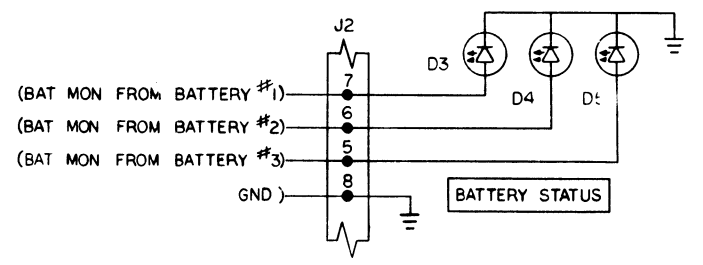 J2
7
D3
(BAT MON FROM BATTERY #1)
6
D4
D5
(BAT MON FROM BATTERY #2)
5
(BAT MON FROM BATTERY #3)
8
GND )
BATTERY STATUS